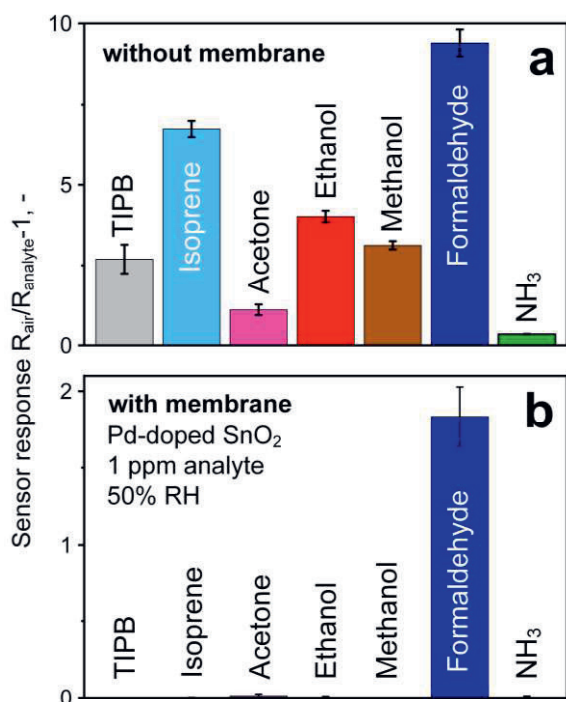 10
without membrane
a
TIPB
Isoprene
Acetone
Ethanol
Methanol
Formaldehyde
NH₃
5
0
Sensor response R_air/R_analyte-1, -
2
with membrane
b
Pd-doped SnO₂
1 ppm analyte
50% RH
1
TIPB
Isoprene
Acetone
Ethanol
Methanol
Formaldehyde
NH₃
0